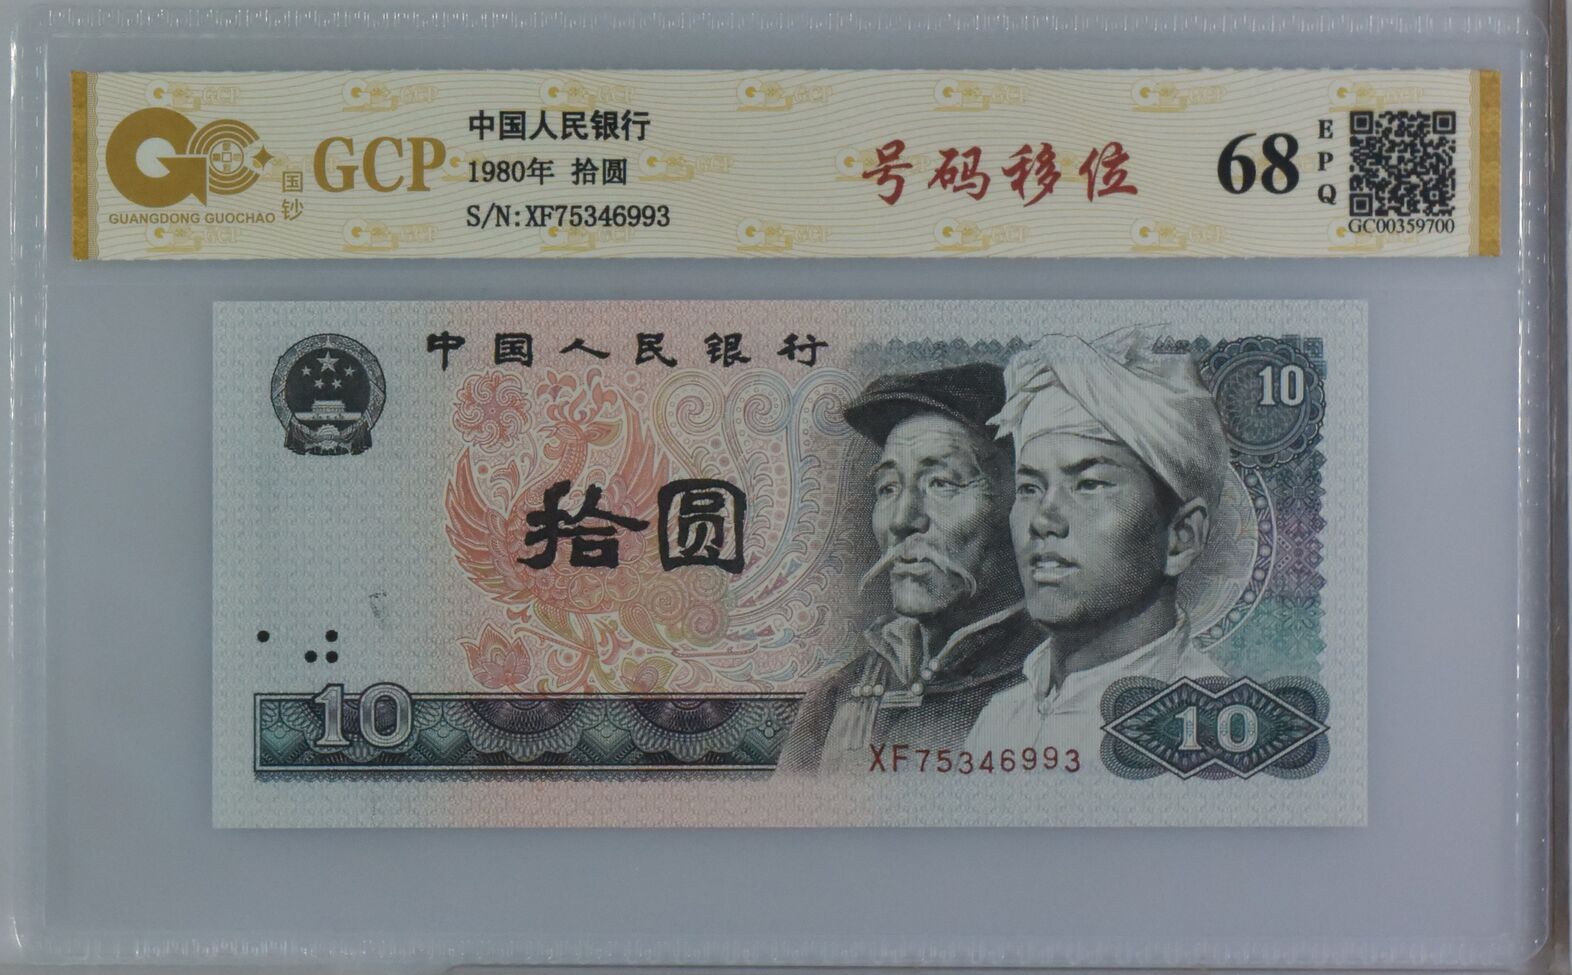 GUANGDONG GUOCHAO
国钞
GCP
中国人民银行
1980年 拾圆
S/N:XF75346993
号码移位
68
EPQ
GC00359700
中国人民银行
10
拾圆
10
XF75346993
10